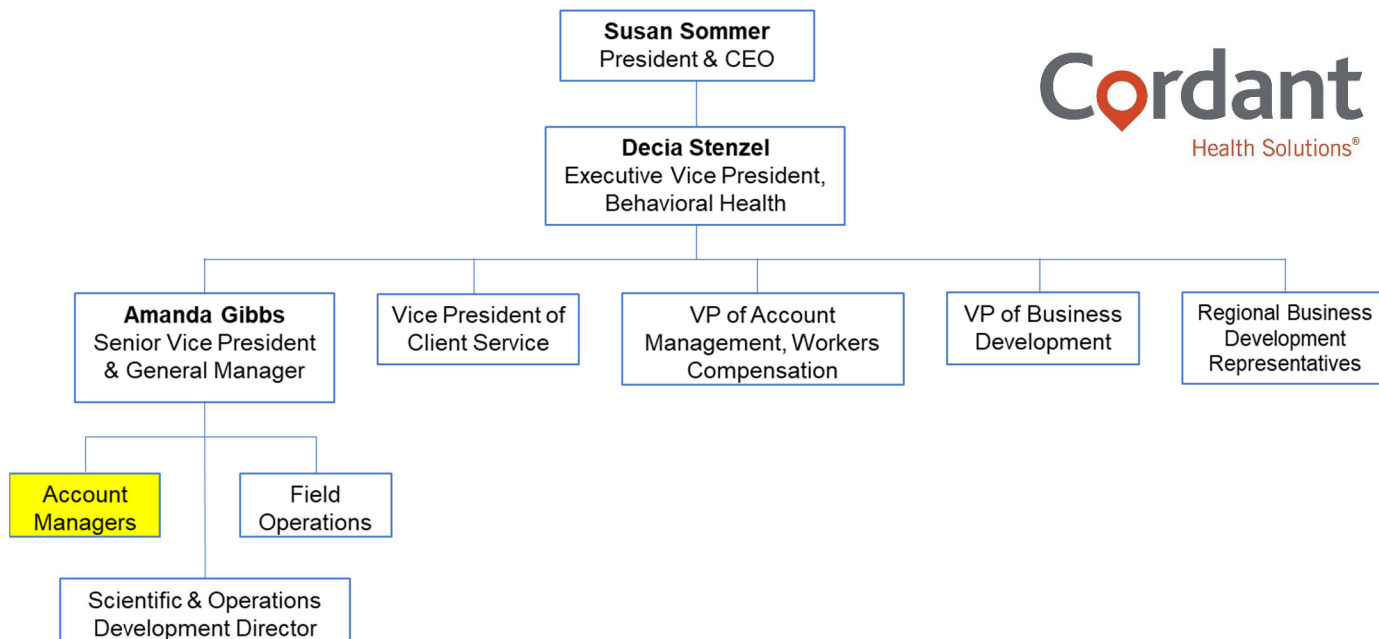 Susan Sommer
President & CEO
Cordant
Health Solutions®
Decia Stenzel
Executive Vice President,
Behavioral Health
Amanda Gibbs
Senior Vice President
& General Manager
Vice President of
Client Service
VP of Account
Management, Workers
Compensation
VP of Business
Development
Regional Business
Development
Representatives
Account
Managers
Field
Operations
Scientific & Operations
Development Director